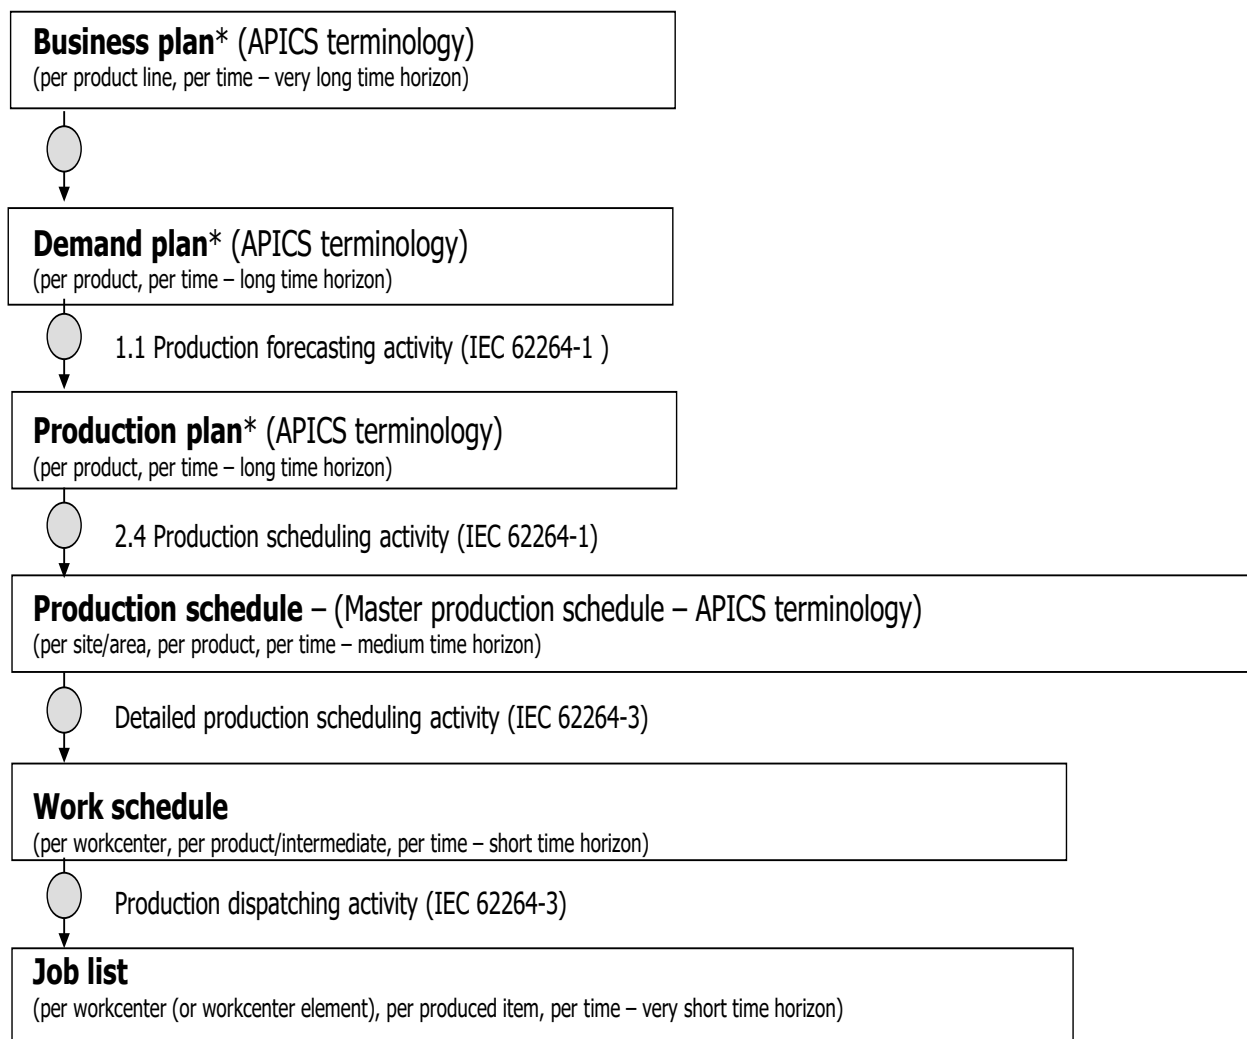 Business plan* (APICS terminology)
(per product line, per time – very long time horizon)
Demand plan* (APICS terminology)
(per product, per time – long time horizon)
1.1 Production forecasting activity (IEC 62264-1 )
Production plan* (APICS terminology)
(per product, per time – long time horizon)
2.4 Production scheduling activity (IEC 62264-1)
Production schedule – (Master production schedule – APICS terminology)
(per site/area, per product, per time – medium time horizon)
Detailed production scheduling activity (IEC 62264-3)
Work schedule
(per workcenter, per product/intermediate, per time – short time horizon)
Production dispatching activity (IEC 62264-3)
Job list
(per workcenter (or workcenter element), per produced item, per time – very short time horizon)